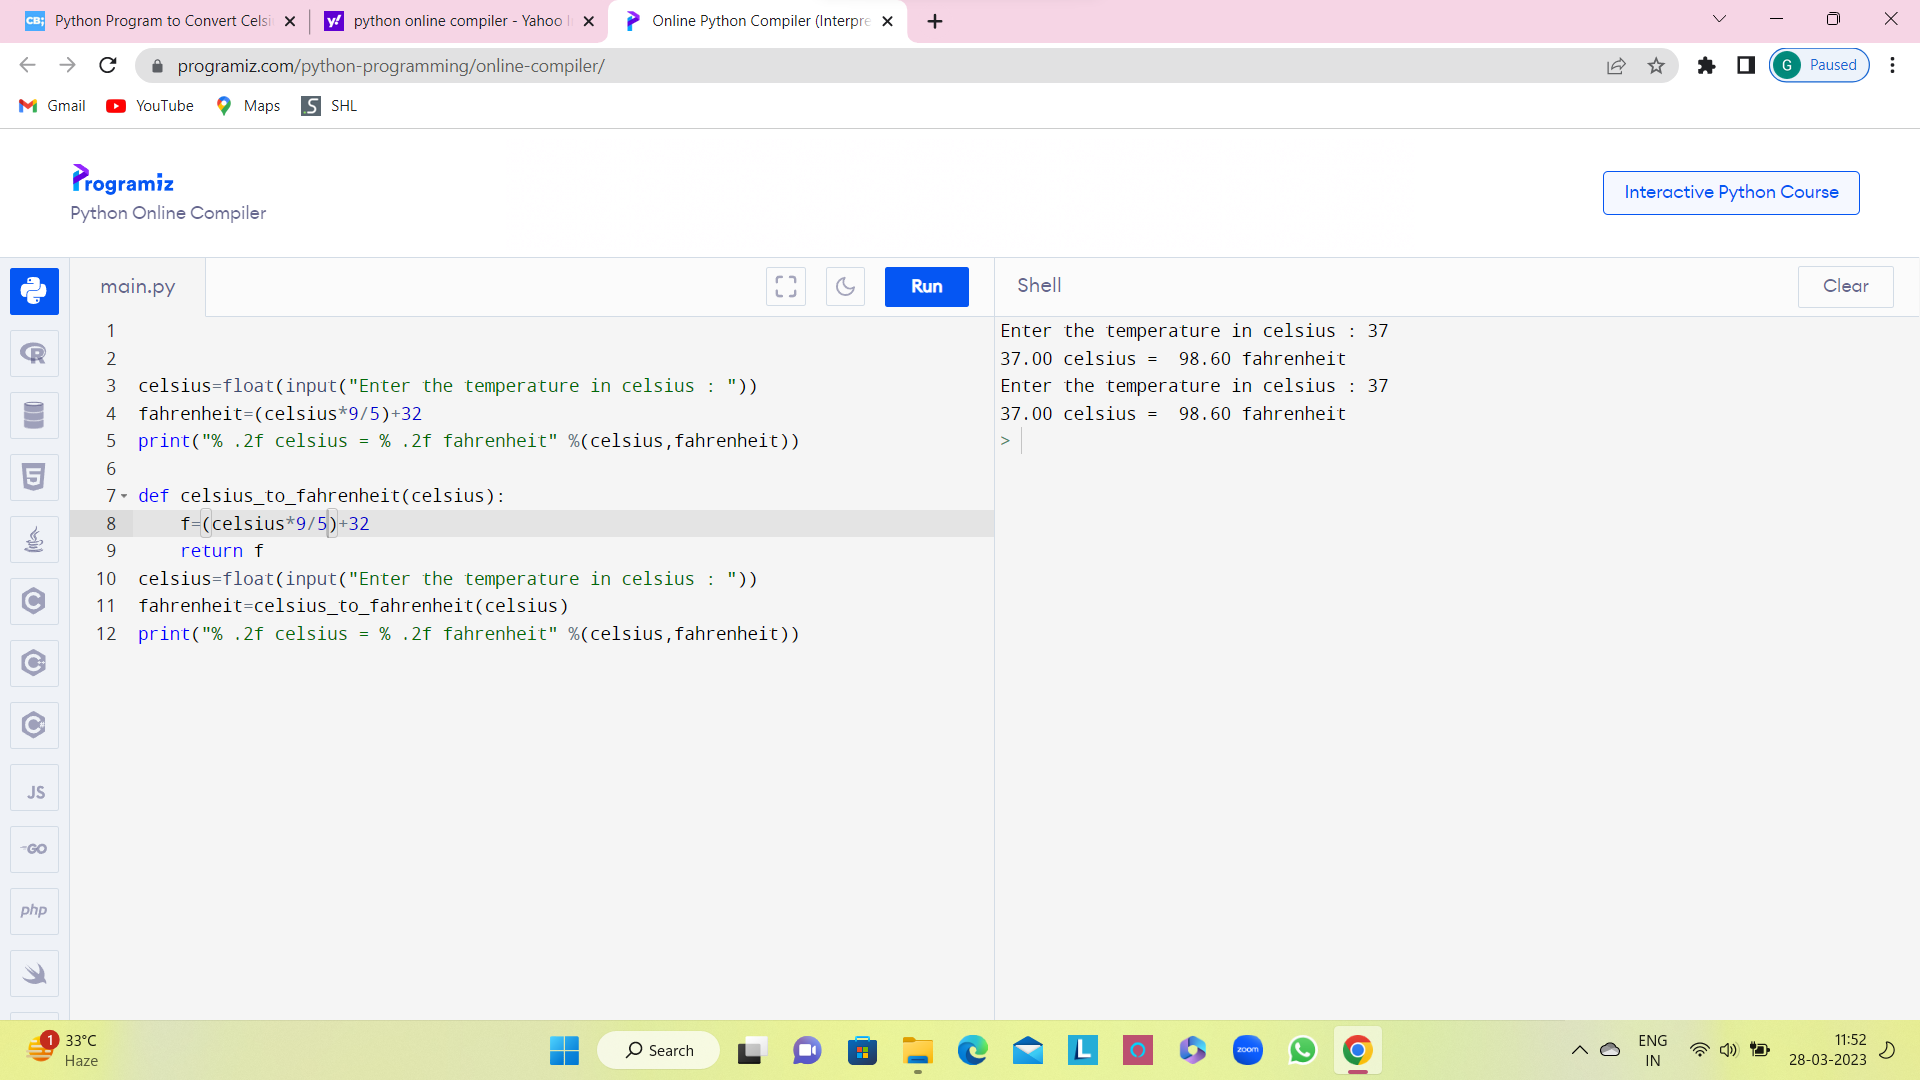 Python Program to Convert Celsi
python online compiler - Yahoo I
Online Python Compiler (Interpre
programiz.com/python-programming/online-compiler/
G Paused
Gmail YouTube Maps SHL
Programiz
Python Online Compiler
Interactive Python Course
main.py
Run
Shell
Clear
1
2
3 celsius=float(input("Enter the temperature in celsius : "))
4 fahrenheit=(celsius*9/5)+32
5 print("% .2f celsius = % .2f fahrenheit" %(celsius,fahrenheit))
6
7 def celsius_to_fahrenheit(celsius):
8 f=(celsius*9/5)+32
9 return f
10 celsius=float(input("Enter the temperature in celsius : "))
11 fahrenheit=celsius_to_fahrenheit(celsius)
12 print("% .2f celsius = % .2f fahrenheit" %(celsius,fahrenheit))
Enter the temperature in celsius : 37
37.00 celsius =  98.60 fahrenheit
Enter the temperature in celsius : 37
37.00 celsius =  98.60 fahrenheit
>
JS
GO
php
1
33°C
Haze
Search
zoom
ENG
IN
11:52
28-03-2023